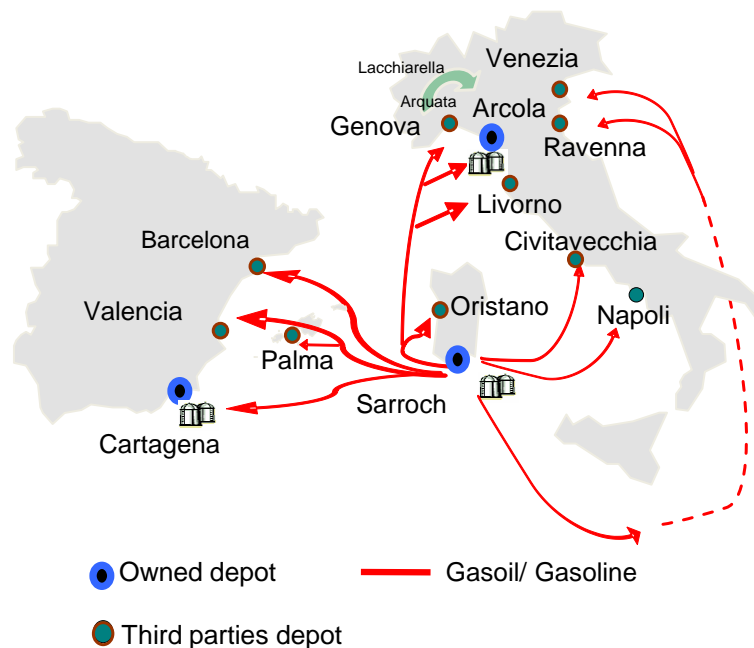 Venezia
Lacchiarella
Arquata
Arcola
Genova
Ravenna
Livorno
Barcelona
Civitavecchia
Valencia
Oristano
Napoli
Palma
Sarroch
Cartagena
Owned depot
Gasoil/ Gasoline
Third parties depot